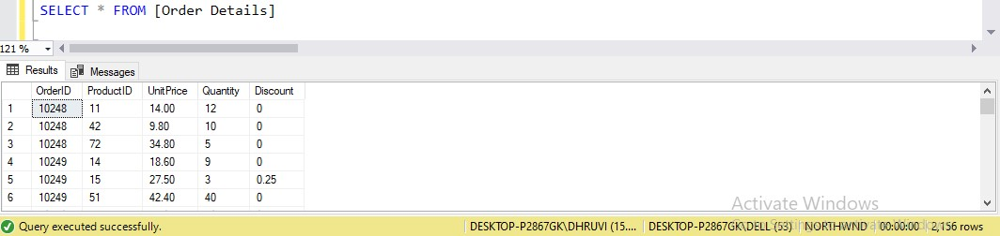 SELECT * FROM [Order Details]
121 %
Results Messages
OrderID ProductID UnitPrice Quantity Discount
1 10248 11 14.00 12 0
2 10248 42 9.80 10 0
3 10248 72 34.80 5 0
4 10249 14 18.60 9 0
5 10249 15 27.50 3 0.25
6 10249 51 42.40 40 0
Activate Windows
Query executed successfully. DESKTOP-P2867GK\DHRUVI (15.... DESKTOP-P2867GK\DELL (53) NORTHWND 00:00:00 2,156 rows